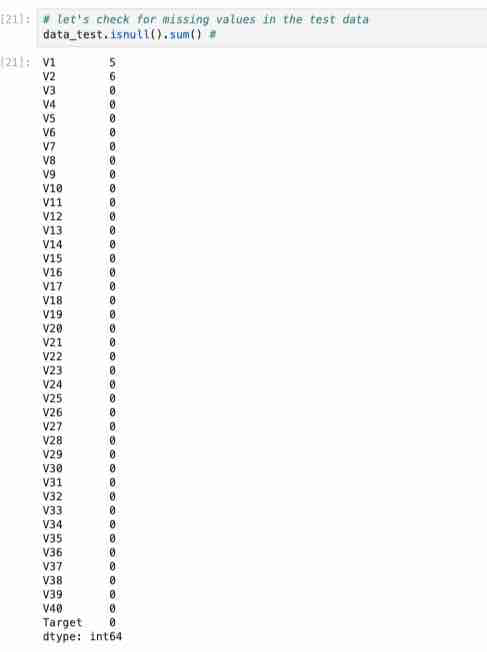 [21]: # let's check for missing values in the test data
data_test.isnull().sum() #
[21]: V1 5
V2 6
V3 0
V4 0
V5 0
V6 0
V7 0
V8 0
V9 0
V10 0
V11 0
V12 0
V13 0
V14 0
V15 0
V16 0
V17 0
V18 0
V19 0
V20 0
V21 0
V22 0
V23 0
V24 0
V25 0
V26 0
V27 0
V28 0
V29 0
V30 0
V31 0
V32 0
V33 0
V34 0
V35 0
V36 0
V37 0
V38 0
V39 0
V40 0
Target 0
dtype: int64